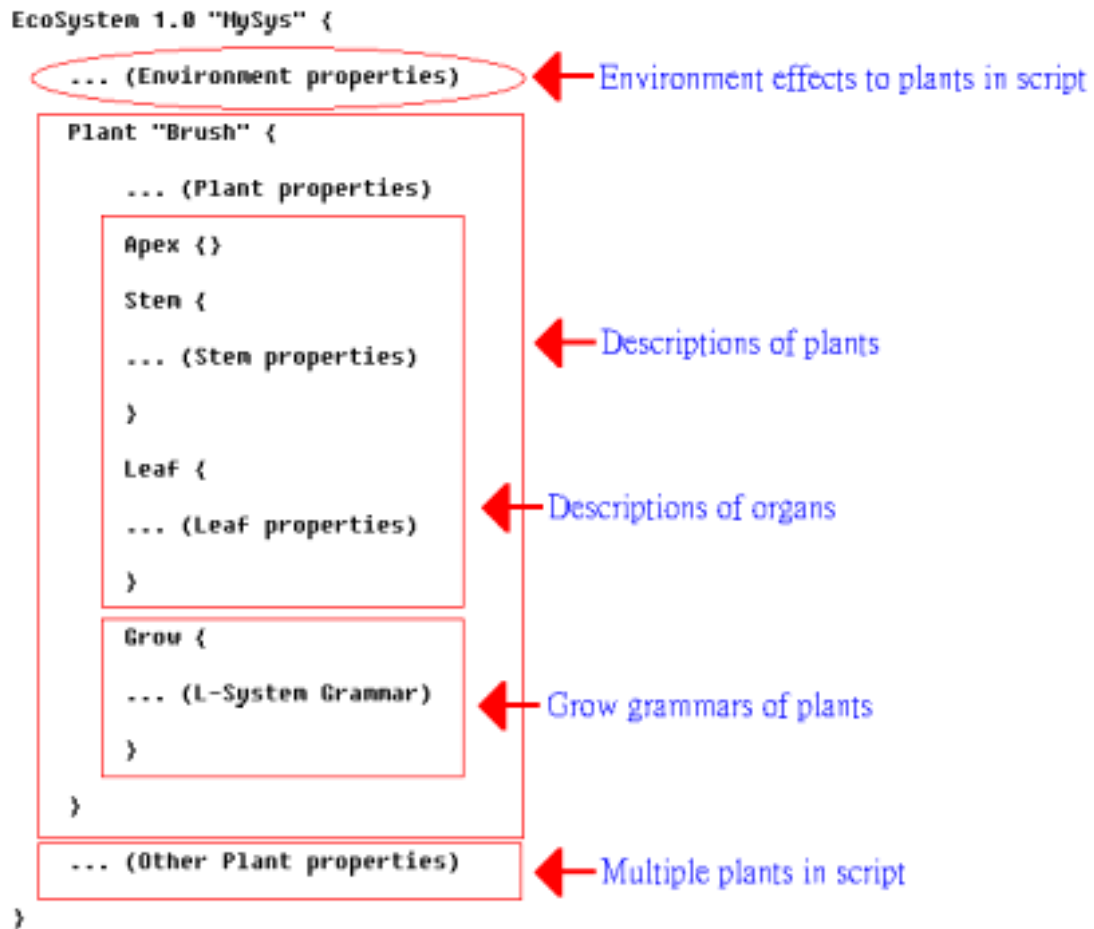 EcoSystem 1.0 "MySys" {
... (Environment properties)
Environment effects to plants in script
Plant "Brush" {
... (Plant properties)
Apex {}
Stem {
Descriptions of plants
... (Stem properties)
}
Leaf {
Descriptions of organs
... (Leaf properties)
}
Grow {
... (L-System Grammar)
Grow grammars of plants
}
}
... (Other Plant properties)
Multiple plants in script
}